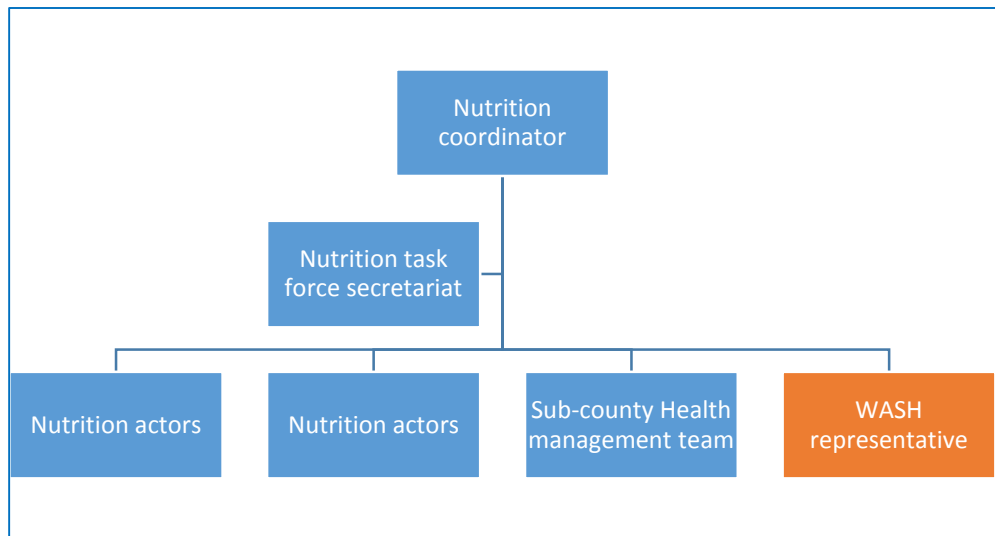 Nutrition
coordinator
Nutrition task
force secretariat
Nutrition actors
Nutrition actors
Sub-county Health
management team
WASH
representative